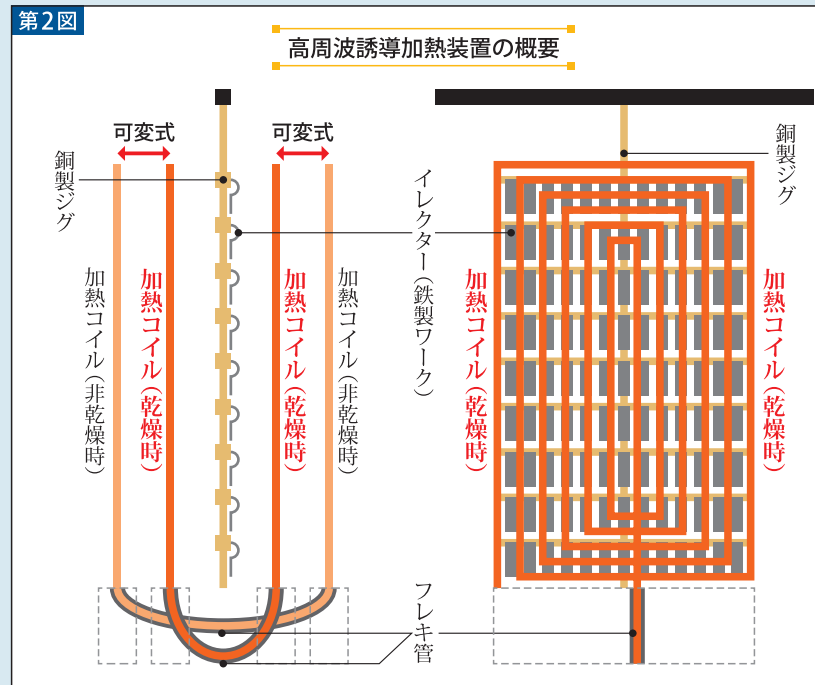 第2図
高周波誘導加熱装置の概要
可変式
可変式
銅製ジグ
加熱コイル(非乾燥時)
加熱コイル(乾燥時)
加熱コイル(乾燥時)
加熱コイル(非乾燥時)
イレクター(鉄製ワーク)
加熱コイル(乾燥時)
銅製ジグ
加熱コイル(乾燥時)
フレキ管